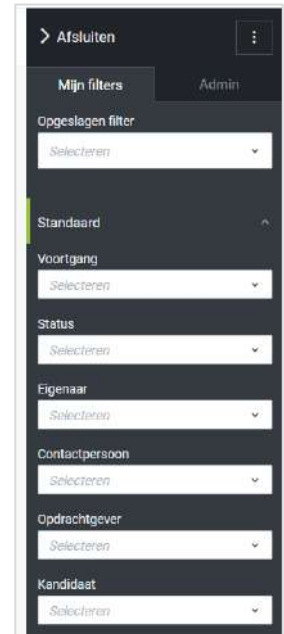 Afsluiten
Mijn filters Admin
Opgeslagen filter
Selecteren
Standaard
Voortgang
Selecteren
Status
Selecteren
Eigenaar
Selecteren
Contactpersoon
Selecteren
Opdrachtgever
Selecteren
Kandidaat
Selecteren